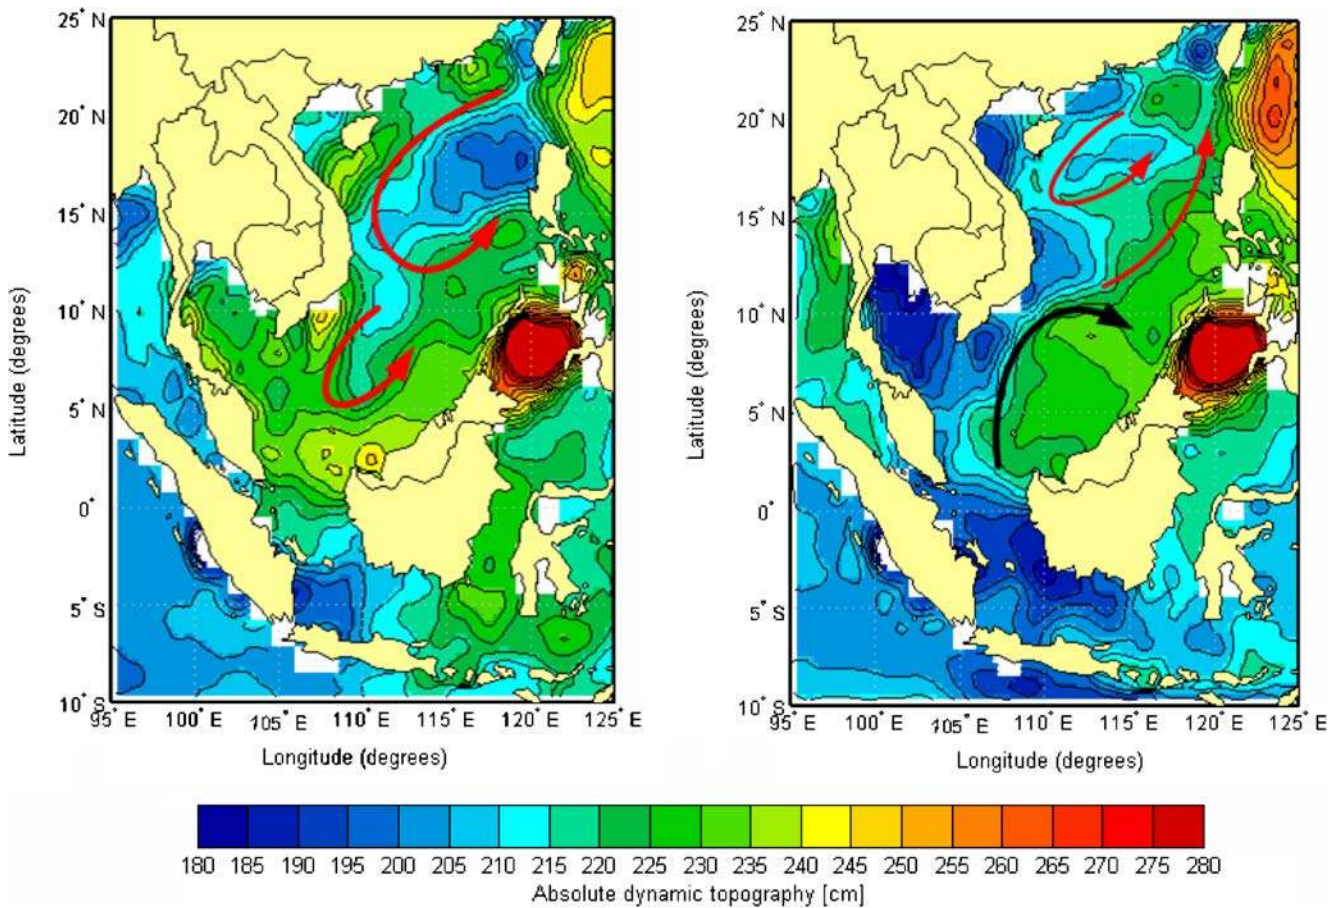 25° N
20° N
15° N
10° N
5° N
0°
5° S
10° S
95° E 100° E 105° E 110° E 115° E 120° E 125° E
Latitude (degrees)
Longitude (degrees)
25° N
20° N
15° N
10° N
5° N
0°
5° S
10° S
95° E 100° E 105° E 110° E 115° E 120° E 125° E
Latitude (degrees)
Longitude (degrees)
180 185 190 195 200 205 210 215 220 225 230 235 240 245 250 255 260 265 270 275 280
Absolute dynamic topography [cm]